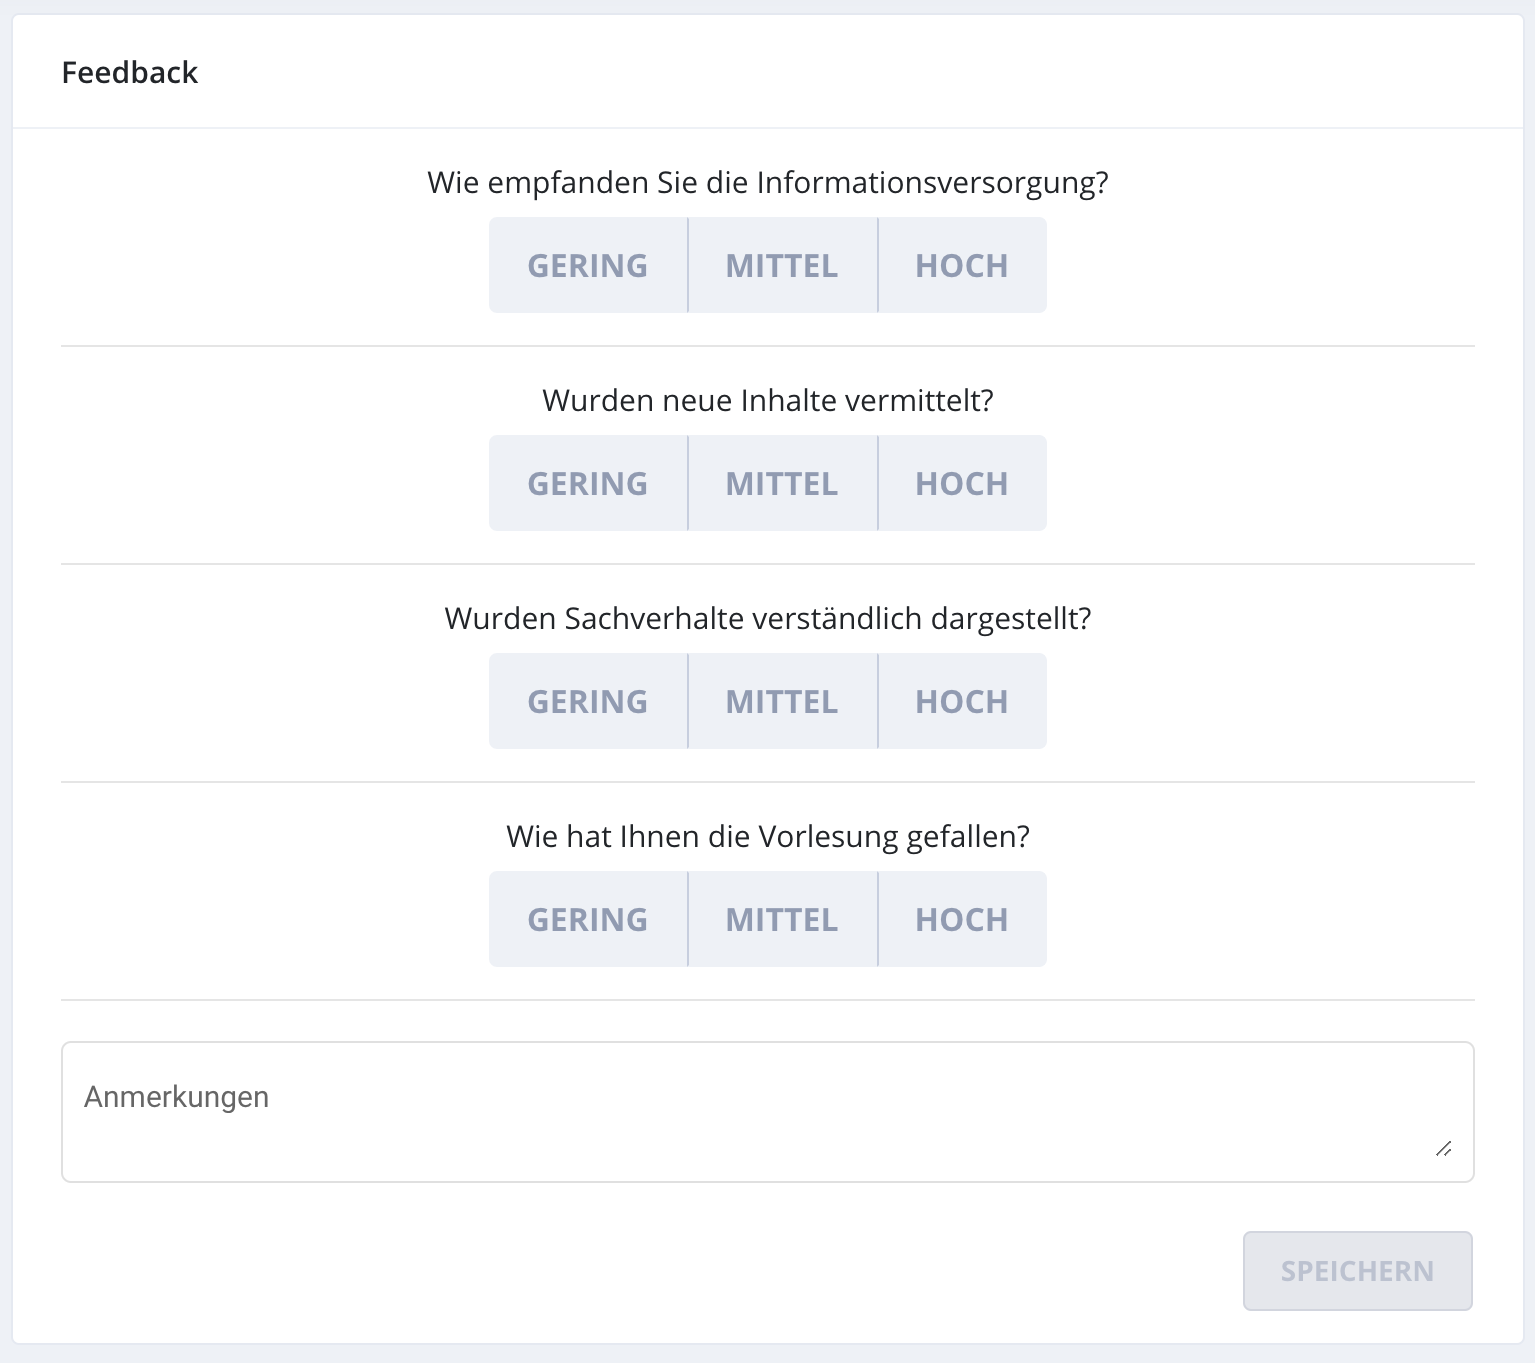 Feedback
Wie empfanden Sie die Informationsversorgung?
GERING MITTEL HOCH
Wurden neue Inhalte vermittelt?
GERING MITTEL HOCH
Wurden Sachverhalte verständlich dargestellt?
GERING MITTEL HOCH
Wie hat Ihnen die Vorlesung gefallen?
GERING MITTEL HOCH
Anmerkungen
SPEICHERN